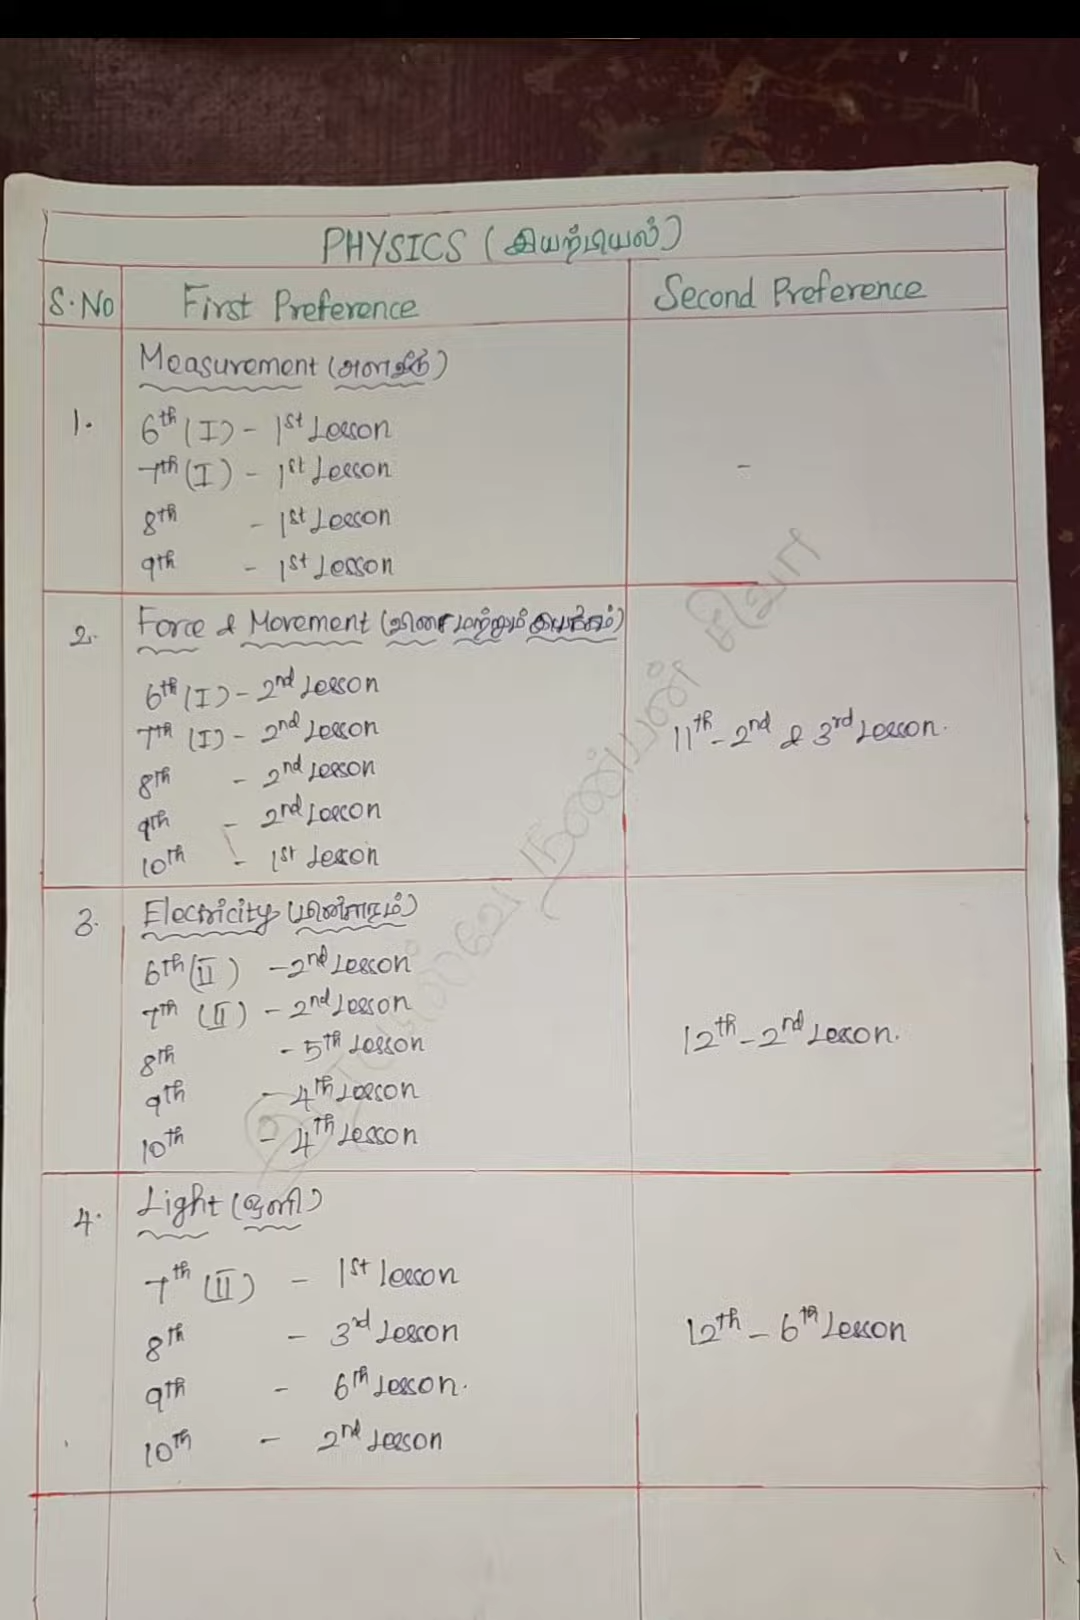 PHYSICS (இயற்பியல்)
S.NO First Preference Second Preference
Measurement (அளவீடு)
1.
6th (I) - 1st Lesson
7th (I) - 1st Lesson
-
8th - 1st Lesson
9th - 1st Lesson
2. Force & Movement (விசை மற்றும் இயக்கம்)
6th (I) - 2nd Lesson
7th (I) - 2nd Lesson
11th - 2nd & 3rd Lesson.
8th - 2nd Lesson
9th - 2nd Lesson
10th - 1st Lesson
3. Electricity (மின்சாரம்)
6th (II) - 2nd Lesson
7th (II) - 2nd Lesson
12th - 2nd Lesson.
8th - 5th Lesson
9th - 4th Lesson
10th - 4th Lesson
4. Light (ஒளி)
7th (II) - 1st lesson
8th - 3rd Lesson
12th - 6th Lesson
9th - 6th Lesson.
10th - 2nd Lesson
நண்பன் சிவா